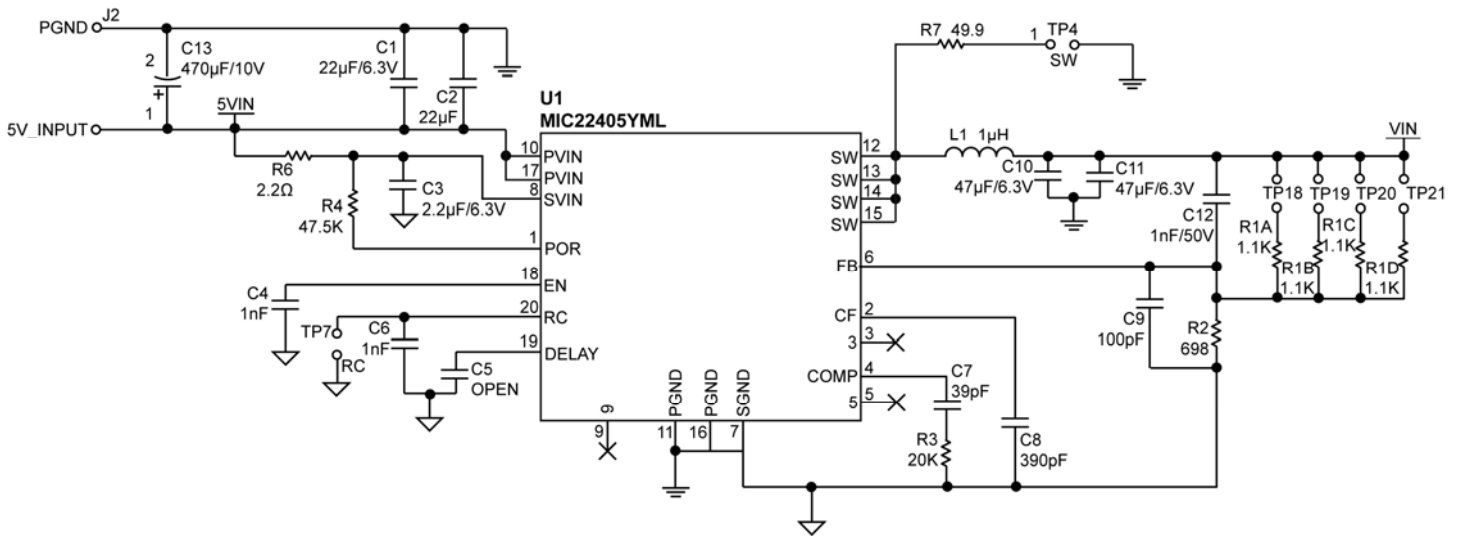 PGND J2
2
C13
470µF/10V
+
1
5V_INPUT
C1
22µF/6.3V
C2
22µF
5VIN
R6
2.2Ω
R4
47.5K
C3
2.2µF/6.3V
U1
MIC22405YML
10 PVIN
17 PVIN
8 SVIN
1 POR
18 EN
20 RC
19 DELAY
C4
1nF
TP7
RC
C6
1nF
C5
OPEN
9
9
PGND
11
PGND
16
SGND
7
SW 12
SW 13
SW 14
SW 15
FB 6
CF 2
3 3
COMP 4
5 5
R7 49.9
1 TP4
SW
L1 1µH
C10
47µF/6.3V
C11
47µF/6.3V
C12
1nF/50V
VIN
TP18 TP19 TP20 TP21
R1A
1.1K
R1B
1.1K
R1C
1.1K
R1D
1.1K
C9
100pF
R2
698
C7
39pF
R3
20K
C8
390pF